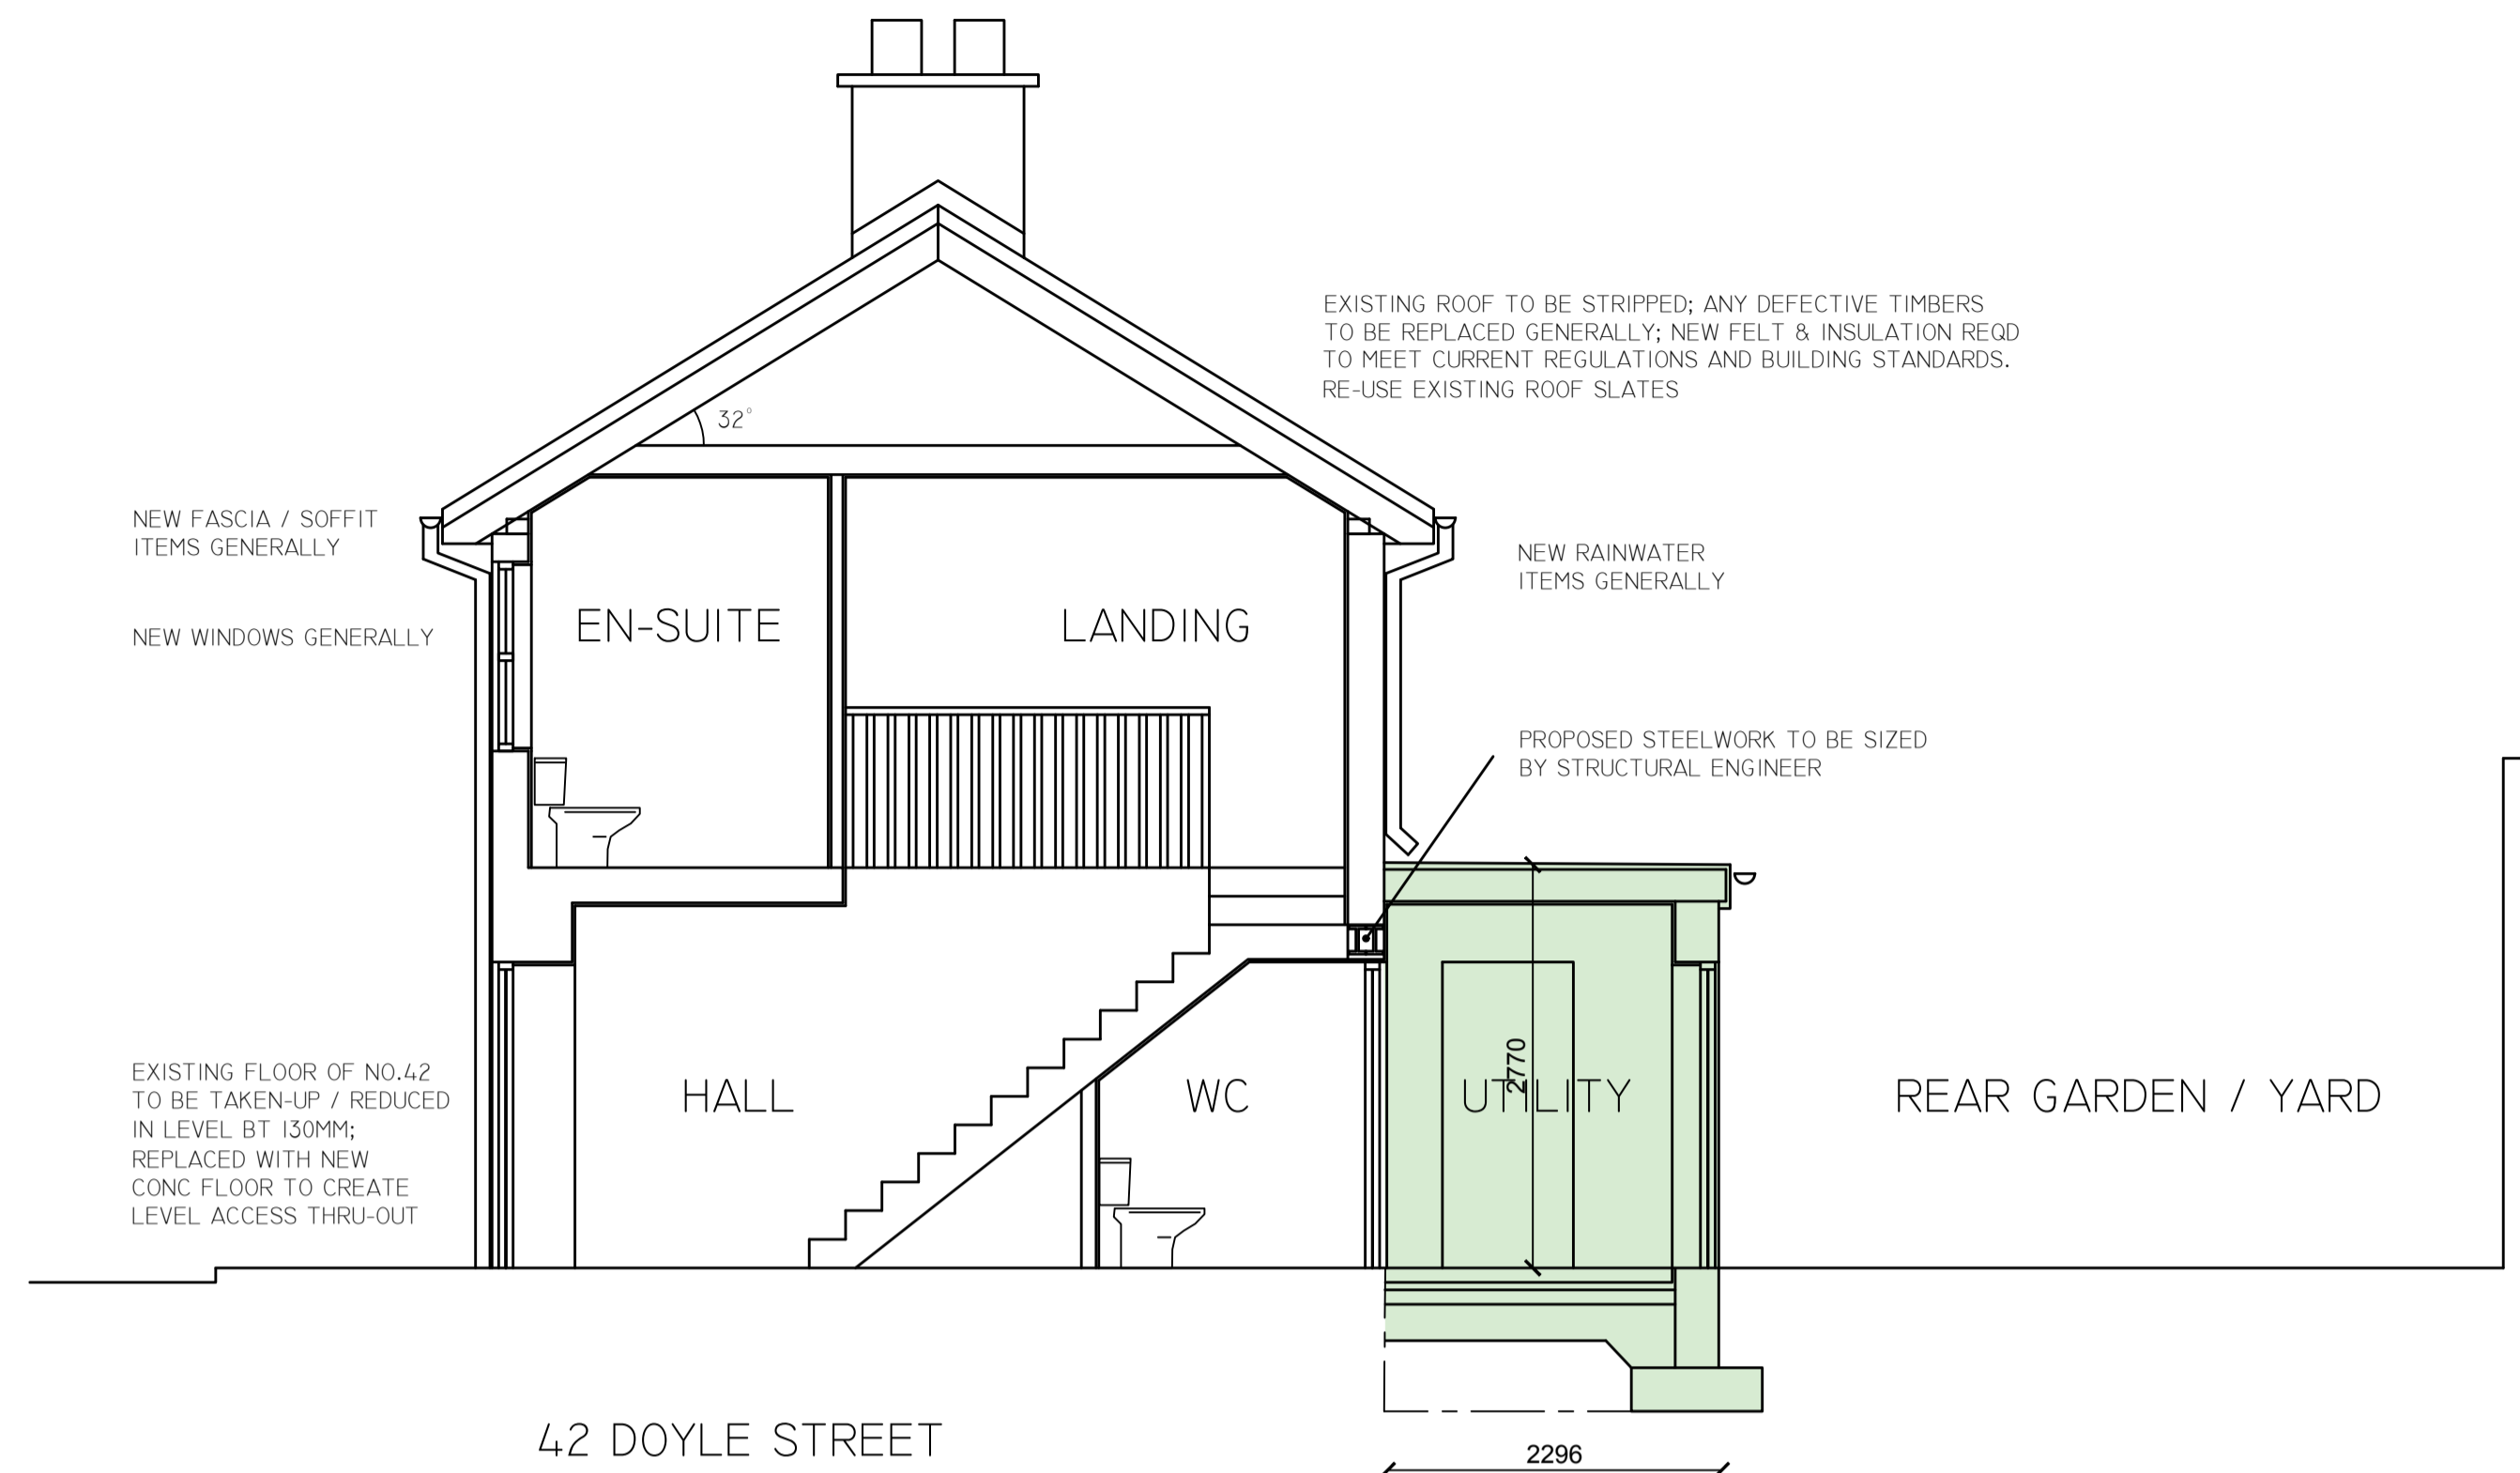 EXISTING ROOF TO BE STRIPPED; ANY DEFECTIVE TIMBERS
TO BE REPLACED GENERALLY; NEW FELT & INSULATION REQD
TO MEET CURRENT REGULATIONS AND BUILDING STANDARDS.
RE-USE EXISTING ROOF SLATES
32°
NEW FASCIA / SOFFIT
ITEMS GENERALLY
NEW RAINWATER
ITEMS GENERALLY
NEW WINDOWS GENERALLY
EN-SUITE
LANDING
PROPOSED STEELWORK TO BE SIZED
BY STRUCTURAL ENGINEER
EXISTING FLOOR OF NO.42
TO BE TAKEN-UP / REDUCED
IN LEVEL BT 130MM;
REPLACED WITH NEW
CONC FLOOR TO CREATE
LEVEL ACCESS THRU-OUT
HALL
WC
UTILITY
2770
REAR GARDEN / YARD
42 DOYLE STREET
2296